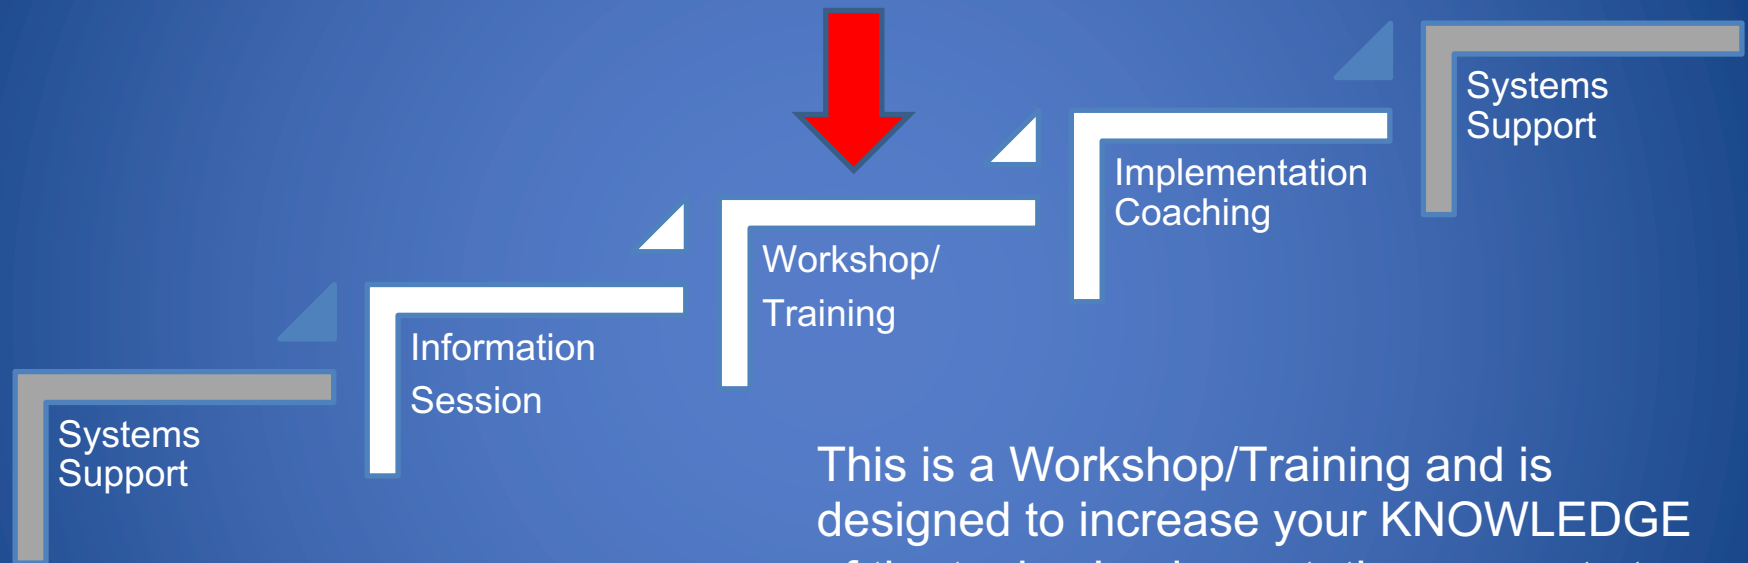 Systems
Support
Information
Session
Workshop/
Training
Implementation
Coaching
Systems
Support
This is a Workshop/Training and is
designed to increase your KNOWLEDGE